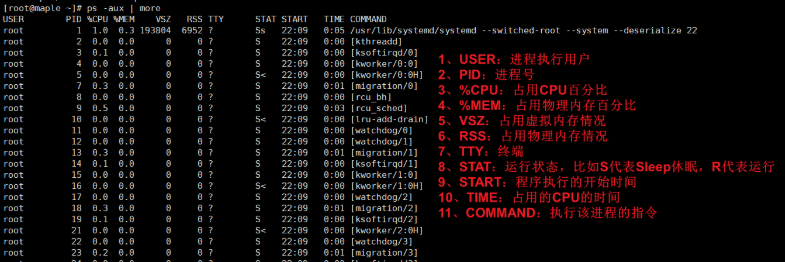 [root@maple ~]# ps -aux | more
USER PID %CPU %MEM VSZ RSS TTY STAT START TIME COMMAND
root 1 1.0 0.3 193804 6952 ? Ss 22:09 0:05 /usr/lib/systemd/systemd --switched-root --system --deserialize 22
root 2 0.0 0.0 0 0 ? S 22:09 0:00 [kthreadd]
root 3 0.1 0.0 0 0 ? S 22:09 0:00 [ksoftirqd/0]
root 4 0.0 0.0 0 0 ? S 22:09 0:00 [kworker/0:0]
root 5 0.0 0.0 0 0 ? S< 22:09 0:00 [kworker/0:0H]
root 7 0.3 0.0 0 0 ? S 22:09 0:01 [migration/0]
root 8 0.0 0.0 0 0 ? S 22:09 0:00 [rcu_bh]
root 9 0.5 0.0 0 0 ? S 22:09 0:03 [rcu_sched]
root 10 0.0 0.0 0 0 ? S< 22:09 0:00 [lru-add-drain]
root 11 0.0 0.0 0 0 ? S 22:09 0:00 [watchdog/0]
root 12 0.0 0.0 0 0 ? S 22:09 0:00 [watchdog/1]
root 13 0.3 0.0 0 0 ? S 22:09 0:01 [migration/1]
root 14 0.1 0.0 0 0 ? S 22:09 0:00 [ksoftirqd/1]
root 15 0.0 0.0 0 0 ? S 22:09 0:00 [kworker/1:0]
root 16 0.0 0.0 0 0 ? S< 22:09 0:00 [kworker/1:0H]
root 17 0.0 0.0 0 0 ? S 22:09 0:00 [watchdog/2]
root 18 0.3 0.0 0 0 ? S 22:09 0:01 [migration/2]
root 19 0.1 0.0 0 0 ? S 22:09 0:00 [ksoftirqd/2]
root 21 0.0 0.0 0 0 ? S< 22:09 0:00 [kworker/2:0H]
root 22 0.0 0.0 0 0 ? S 22:09 0:00 [watchdog/3]
root 23 0.2 0.0 0 0 ? S 22:09 0:01 [migration/3]
1、USER：进程执行用户
2、PID：进程号
3、%CPU：占用CPU百分比
4、%MEM：占用物理内存百分比
5、VSZ：占用虚拟内存情况
6、RSS：占用物理内存情况
7、TTY：终端
8、STAT：运行状态，比如S代表Sleep休眠，R代表运行
9、START：程序执行的开始时间
10、TIME：占用的CPU的时间
11、COMMAND：执行该进程的指令